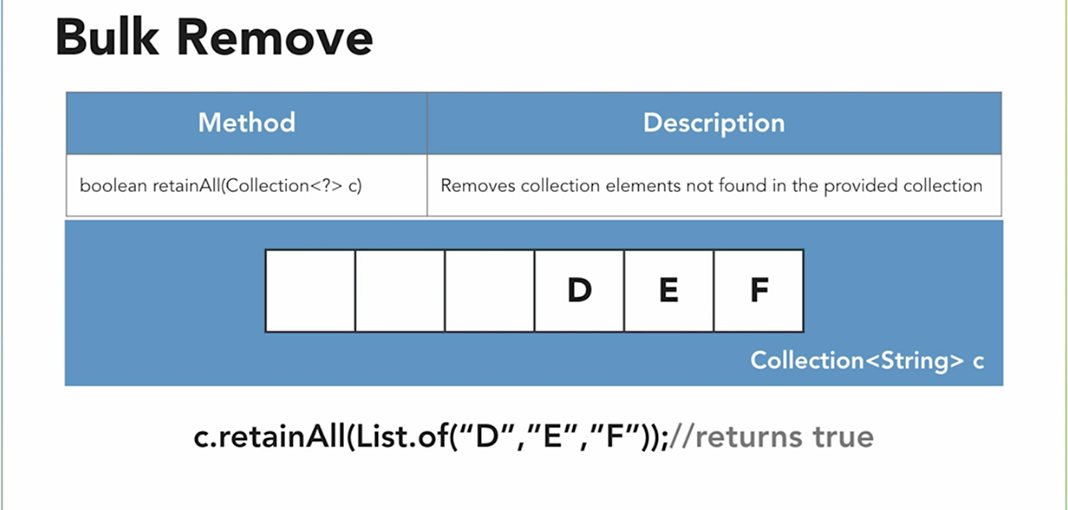 Bulk Remove
Method
Description
boolean retainAll(Collection<?> c)
Removes collection elements not found in the provided collection
D E F
Collection<String> c
c.retainAll(List.of(“D”,”E”,”F”));//returns true